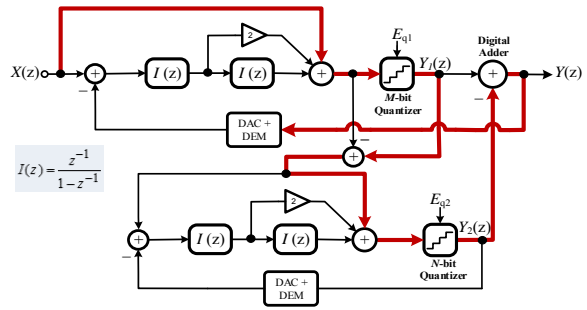 Digital
Adder
2
E_q1
X(z)
+
I (z)
I (z)
+
Y_1(z)
+
Y(z)
−
−
M-bit
Quantizer
DAC +
DEM
−
+
I(z) = z^{-1} / (1 − z^{-1})
2
E_q2
+
I (z)
I (z)
+
Y_2(z)
−
N-bit
Quantizer
DAC +
DEM